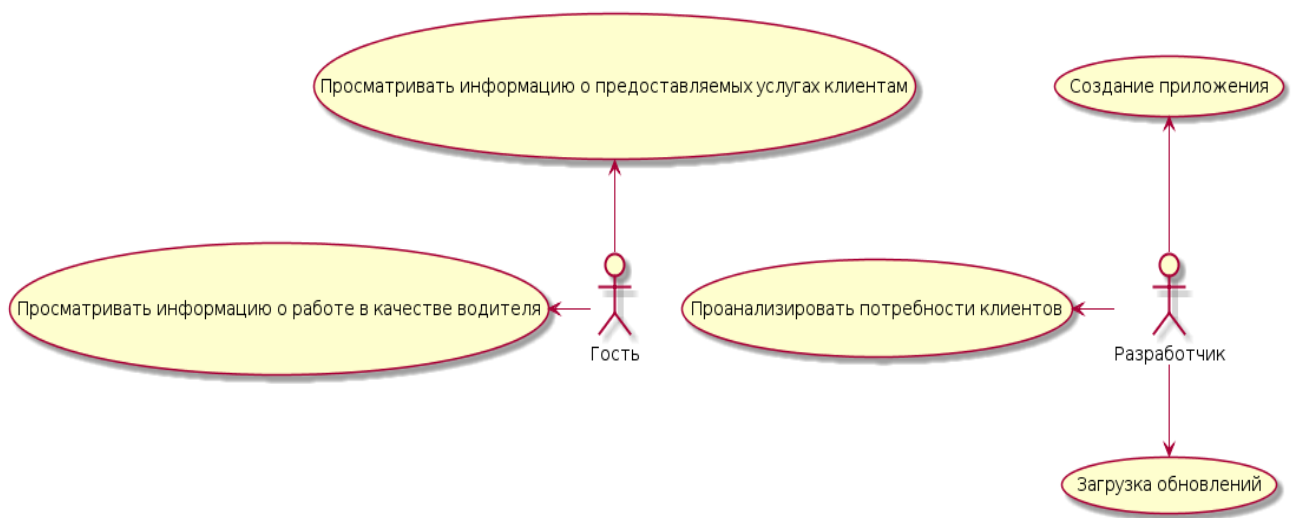 Просматривать информацию о предоставляемых услугах клиентам
Создание приложения
Просматривать информацию о работе в качестве водителя
Проанализировать потребности клиентов
Гость
Разработчик
Загрузка обновлений